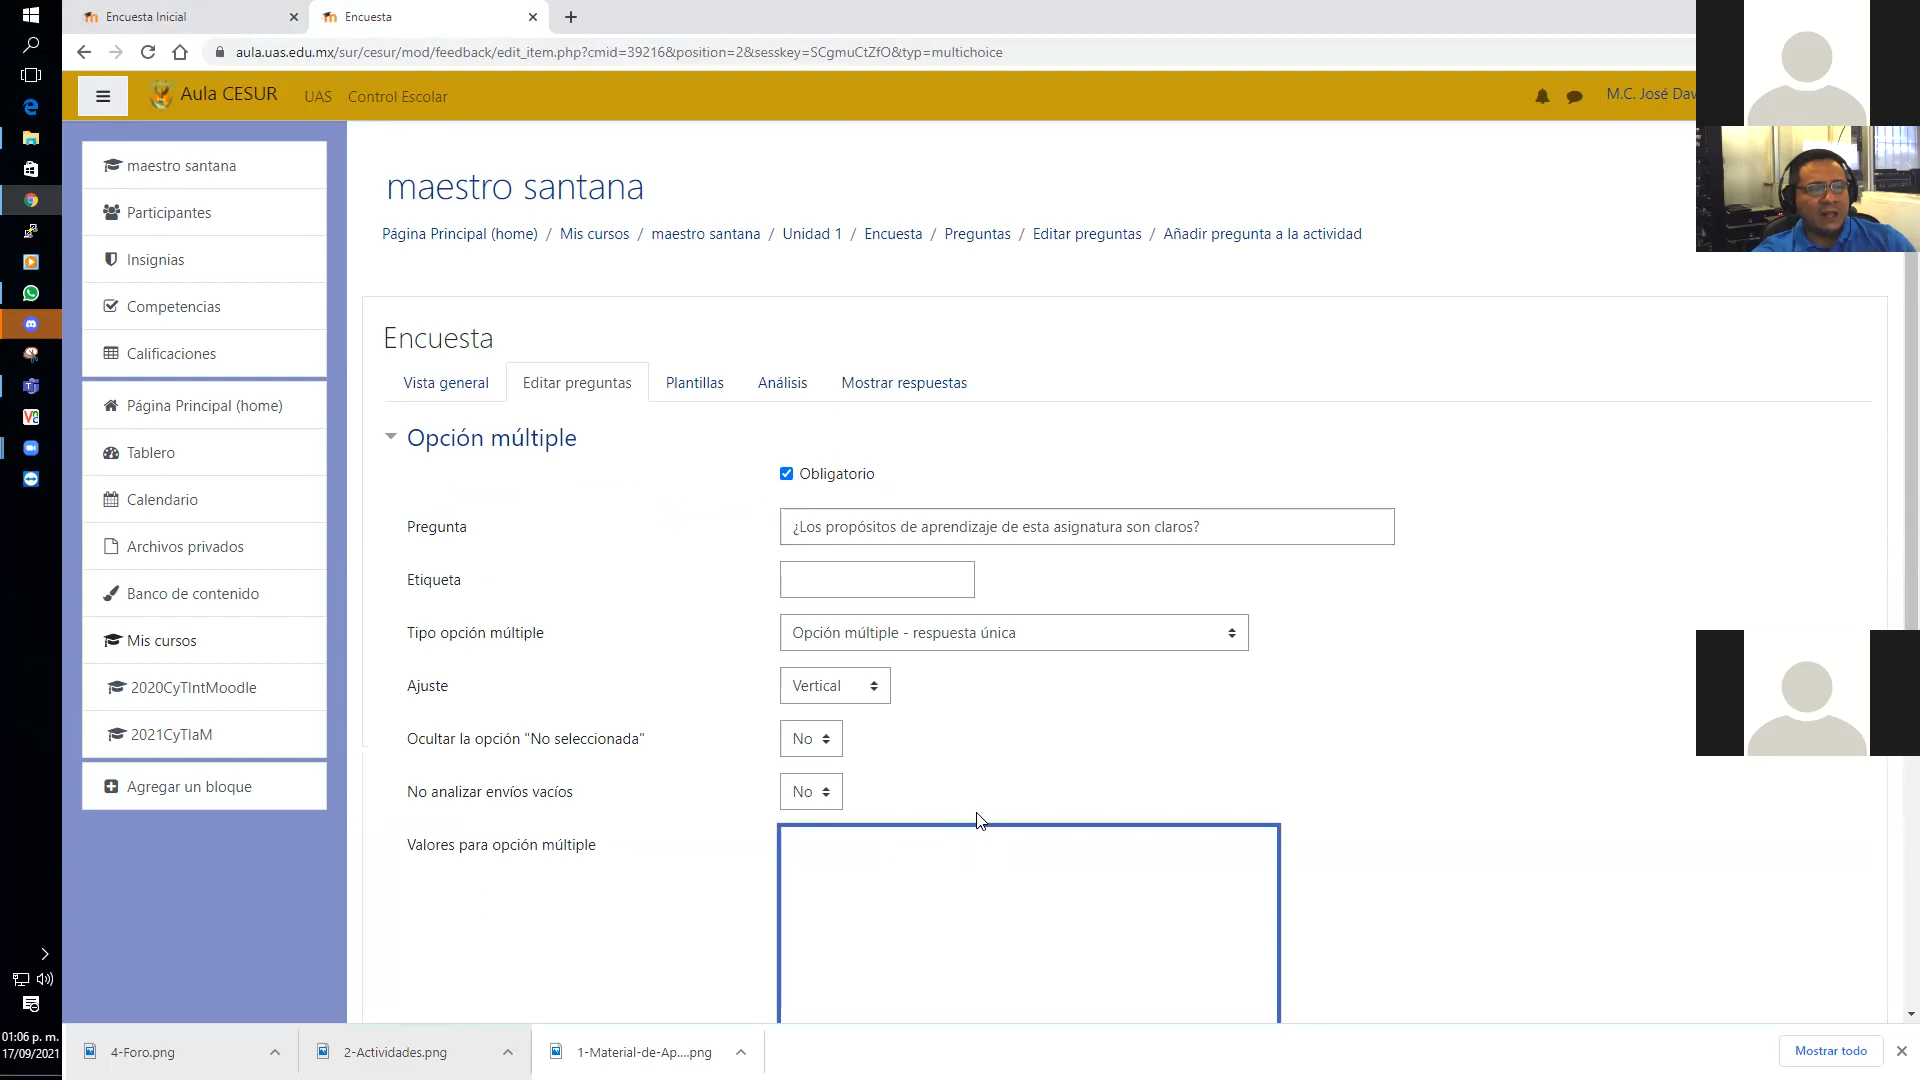 Encuesta Inicial
Encuesta
aula.uas.edu.mx/sur/cesur/mod/feedback/edit_item.php?cmid=39216&position=2&sesskey=SCgmuCtZfO&typ=multichoice
Aula CESUR
UAS
Control Escolar
M.C. José Dav
maestro santana
Participantes
Insignias
Competencias
Calificaciones
Página Principal (home)
Tablero
Calendario
Archivos privados
Banco de contenido
Mis cursos
2020CyTIntMoodle
2021CyTIaM
Agregar un bloque
maestro santana
Página Principal (home) / Mis cursos / maestro santana / Unidad 1 / Encuesta / Preguntas / Editar preguntas / Añadir pregunta a la actividad
Encuesta
Vista general
Editar preguntas
Plantillas
Análisis
Mostrar respuestas
Opción múltiple
Obligatorio
Pregunta
¿Los propósitos de aprendizaje de esta asignatura son claros?
Etiqueta
Tipo opción múltiple
Opción múltiple - respuesta única
Ajuste
Vertical
Ocultar la opción "No seleccionada"
No
No analizar envíos vacíos
No
Valores para opción múltiple
01:06 p. m.
17/09/2021
4-Foro.png
2-Actividades.png
1-Material-de-Ap....png
Mostrar todo